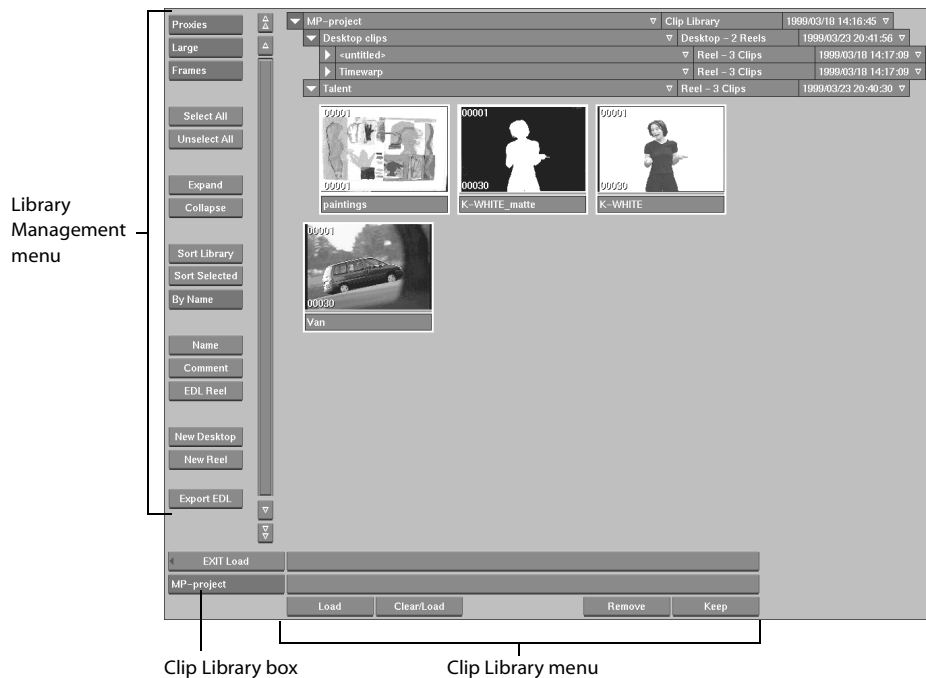 Proxies
Large
Frames
Select All
Unselect All
Expand
Collapse
Sort Library
Sort Selected
By Name
Name
Comment
EDL Reel
New Desktop
New Reel
Export EDL
Library
Management
menu
MP-project Clip Library 1999/03/18 14:16:45
Desktop clips Desktop - 2 Reels 1999/03/23 20:41:56
<untitled> Reel - 3 Clips 1999/03/18 14:17:09
Timewarp Reel - 3 Clips 1999/03/18 14:17:09
Talent Reel - 3 Clips 1999/03/23 20:40:30
00001 00001 00001
00001 00030 00030
paintings K-WHITE_matte K-WHITE
00001
00030
Van
EXIT Load
MP-project
Load Clear/Load Remove Keep
Clip Library box Clip Library menu